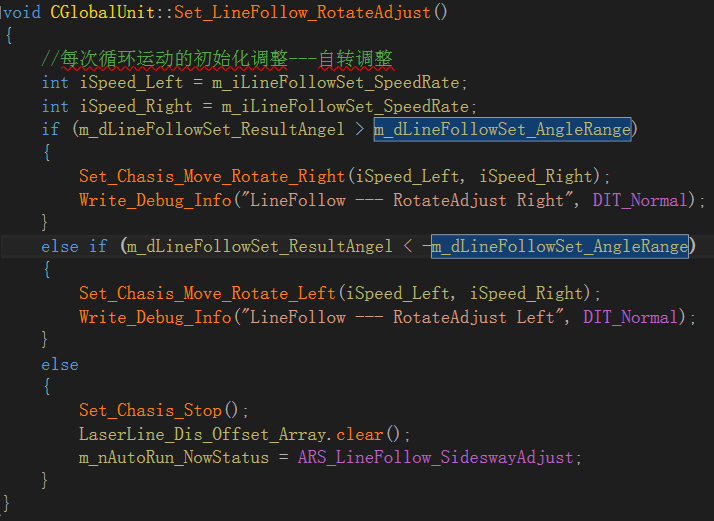 void CGlobalUnit::Set_LineFollow_RotateAdjust()
{
//每次循环运动的初始化调整---自转调整
int iSpeed_Left = m_iLineFollowSet_SpeedRate;
int iSpeed_Right = m_iLineFollowSet_SpeedRate;
if (m_dLineFollowSet_ResultAngel > m_dLineFollowSet_AngleRange)
{
Set_Chasis_Move_Rotate_Right(iSpeed_Left, iSpeed_Right);
Write_Debug_Info("LineFollow --- RotateAdjust Right", DIT_Normal);
}
else if (m_dLineFollowSet_ResultAngel < -m_dLineFollowSet_AngleRange)
{
Set_Chasis_Move_Rotate_Left(iSpeed_Left, iSpeed_Right);
Write_Debug_Info("LineFollow --- RotateAdjust Left", DIT_Normal);
}
else
{
Set_Chasis_Stop();
LaserLine_Dis_Offset_Array.clear();
m_nAutoRun_NowStatus = ARS_LineFollow_SideswayAdjust;
}
}